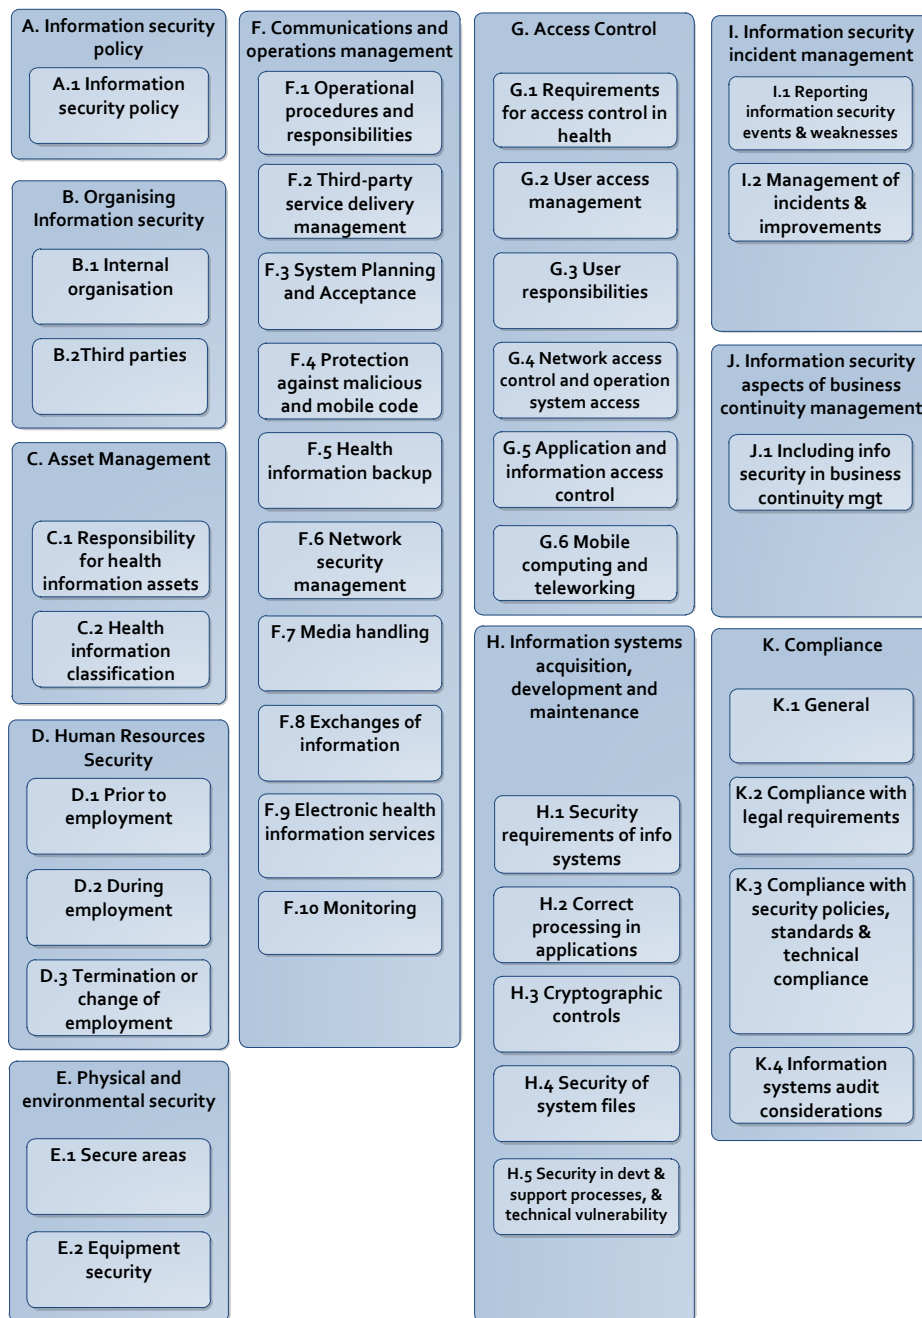 A. Information security
policy
A.1 Information
security policy
B. Organising
Information security
B.1 Internal
organisation
B.2Third parties
C. Asset Management
C.1 Responsibility
for health
information assets
C.2 Health
information
classification
D. Human Resources
Security
D.1 Prior to
employment
D.2 During
employment
D.3 Termination or
change of
employment
E. Physical and
environmental security
E.1 Secure areas
E.2 Equipment
security
F. Communications and
operations management
F.1 Operational
procedures and
responsibilities
F.2 Third-party
service delivery
management
F.3 System Planning
and Acceptance
F.4 Protection
against malicious
and mobile code
F.5 Health
information backup
F.6 Network
security
management
F.7 Media handling
F.8 Exchanges of
information
F.9 Electronic health
information services
F.10 Monitoring
G. Access Control
G.1 Requirements
for access control in
health
G.2 User access
management
G.3 User
responsibilities
G.4 Network access
control and operation
system access
G.5 Application and
information access
control
G.6 Mobile
computing and
teleworking
H. Information systems
acquisition,
development and
maintenance
H.1 Security
requirements of info
systems
H.2 Correct
processing in
applications
H.3 Cryptographic
controls
H.4 Security of
system files
H.5 Security in devt &
support processes, &
technical vulnerability
I. Information security
incident management
I.1 Reporting
information security
events & weaknesses
I.2 Management of
incidents &
improvements
J. Information security
aspects of business
continuity management
J.1 Including info
security in business
continuity mgt
K. Compliance
K.1 General
K.2 Compliance with
legal requirements
K.3 Compliance with
security policies,
standards &
technical
compliance
K.4 Information
systems audit
considerations